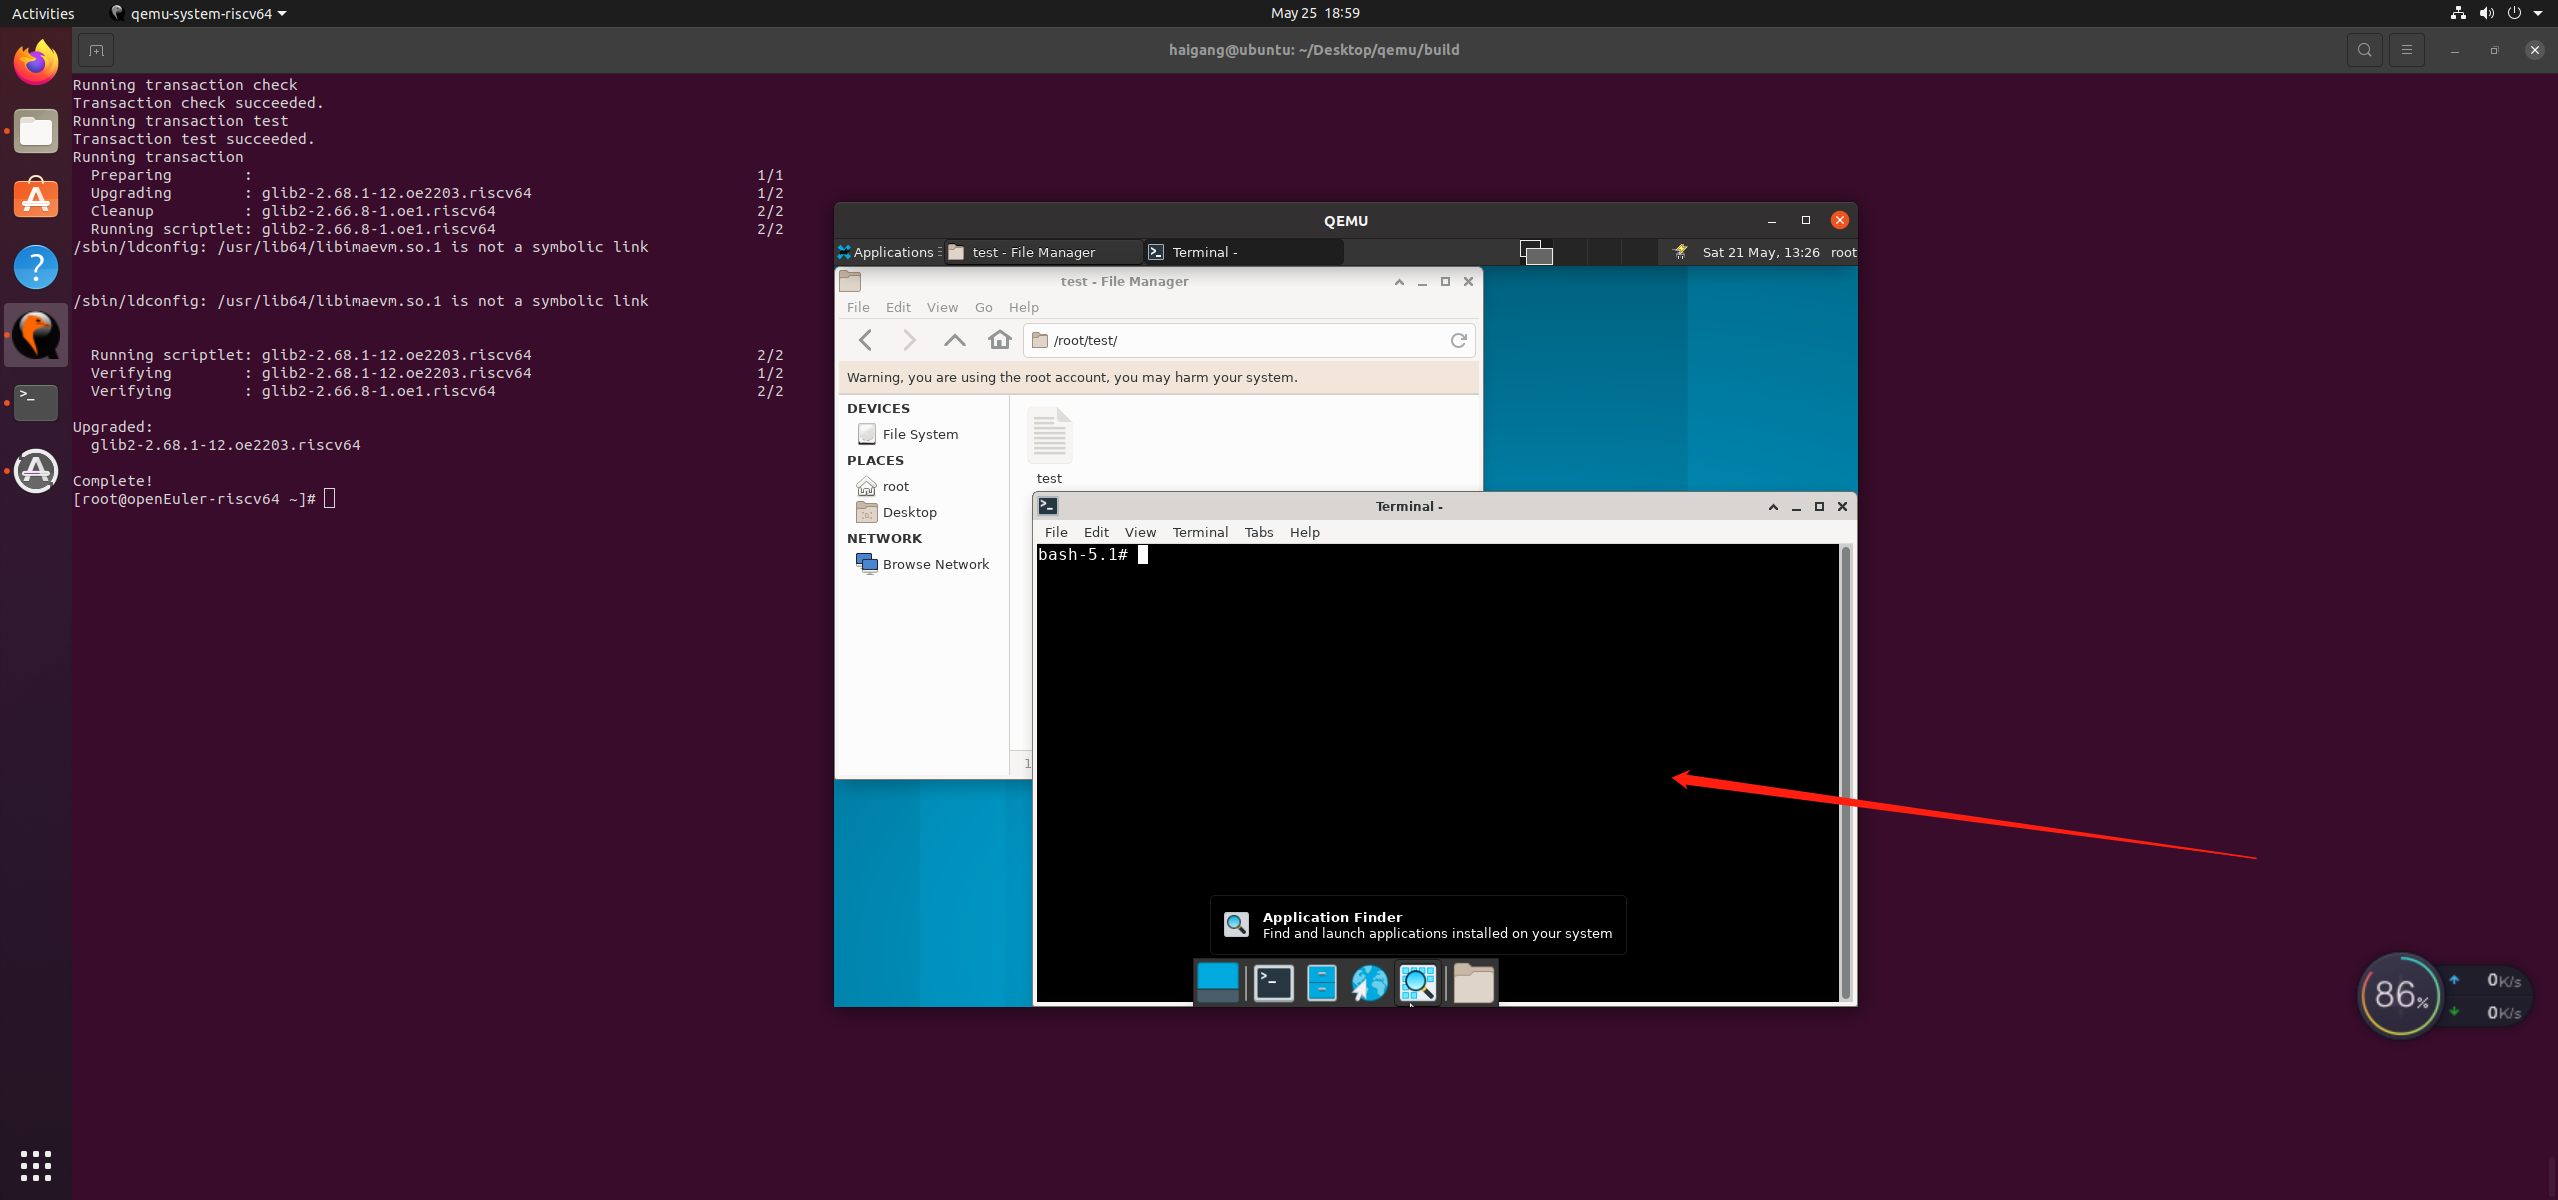 Activities
qemu-system-riscv64
May 25 18:59
haigang@ubuntu: ~/Desktop/qemu/build
Running transaction check
Transaction check succeeded.
Running transaction test
Transaction test succeeded.
Running transaction
Preparing : 1/1
Upgrading : glib2-2.68.1-12.oe2203.riscv64 1/2
Cleanup : glib2-2.66.8-1.oe1.riscv64 2/2
Running scriptlet: glib2-2.66.8-1.oe1.riscv64 2/2
/sbin/ldconfig: /usr/lib64/libimaevm.so.1 is not a symbolic link
/sbin/ldconfig: /usr/lib64/libimaevm.so.1 is not a symbolic link
Running scriptlet: glib2-2.68.1-12.oe2203.riscv64 2/2
Verifying : glib2-2.68.1-12.oe2203.riscv64 1/2
Verifying : glib2-2.66.8-1.oe1.riscv64 2/2
Upgraded:
glib2-2.68.1-12.oe2203.riscv64
Complete!
[root@openEuler-riscv64 ~]#
QEMU
Applications
test - File Manager
Terminal -
Sat 21 May, 13:26
root
test - File Manager
File Edit View Go Help
/root/test/
Warning, you are using the root account, you may harm your system.
DEVICES
File System
PLACES
root
Desktop
NETWORK
Browse Network
test
1
Terminal -
File Edit View Terminal Tabs Help
bash-5.1#
Application Finder
Find and launch applications installed on your system
86%
0K/s
0K/s